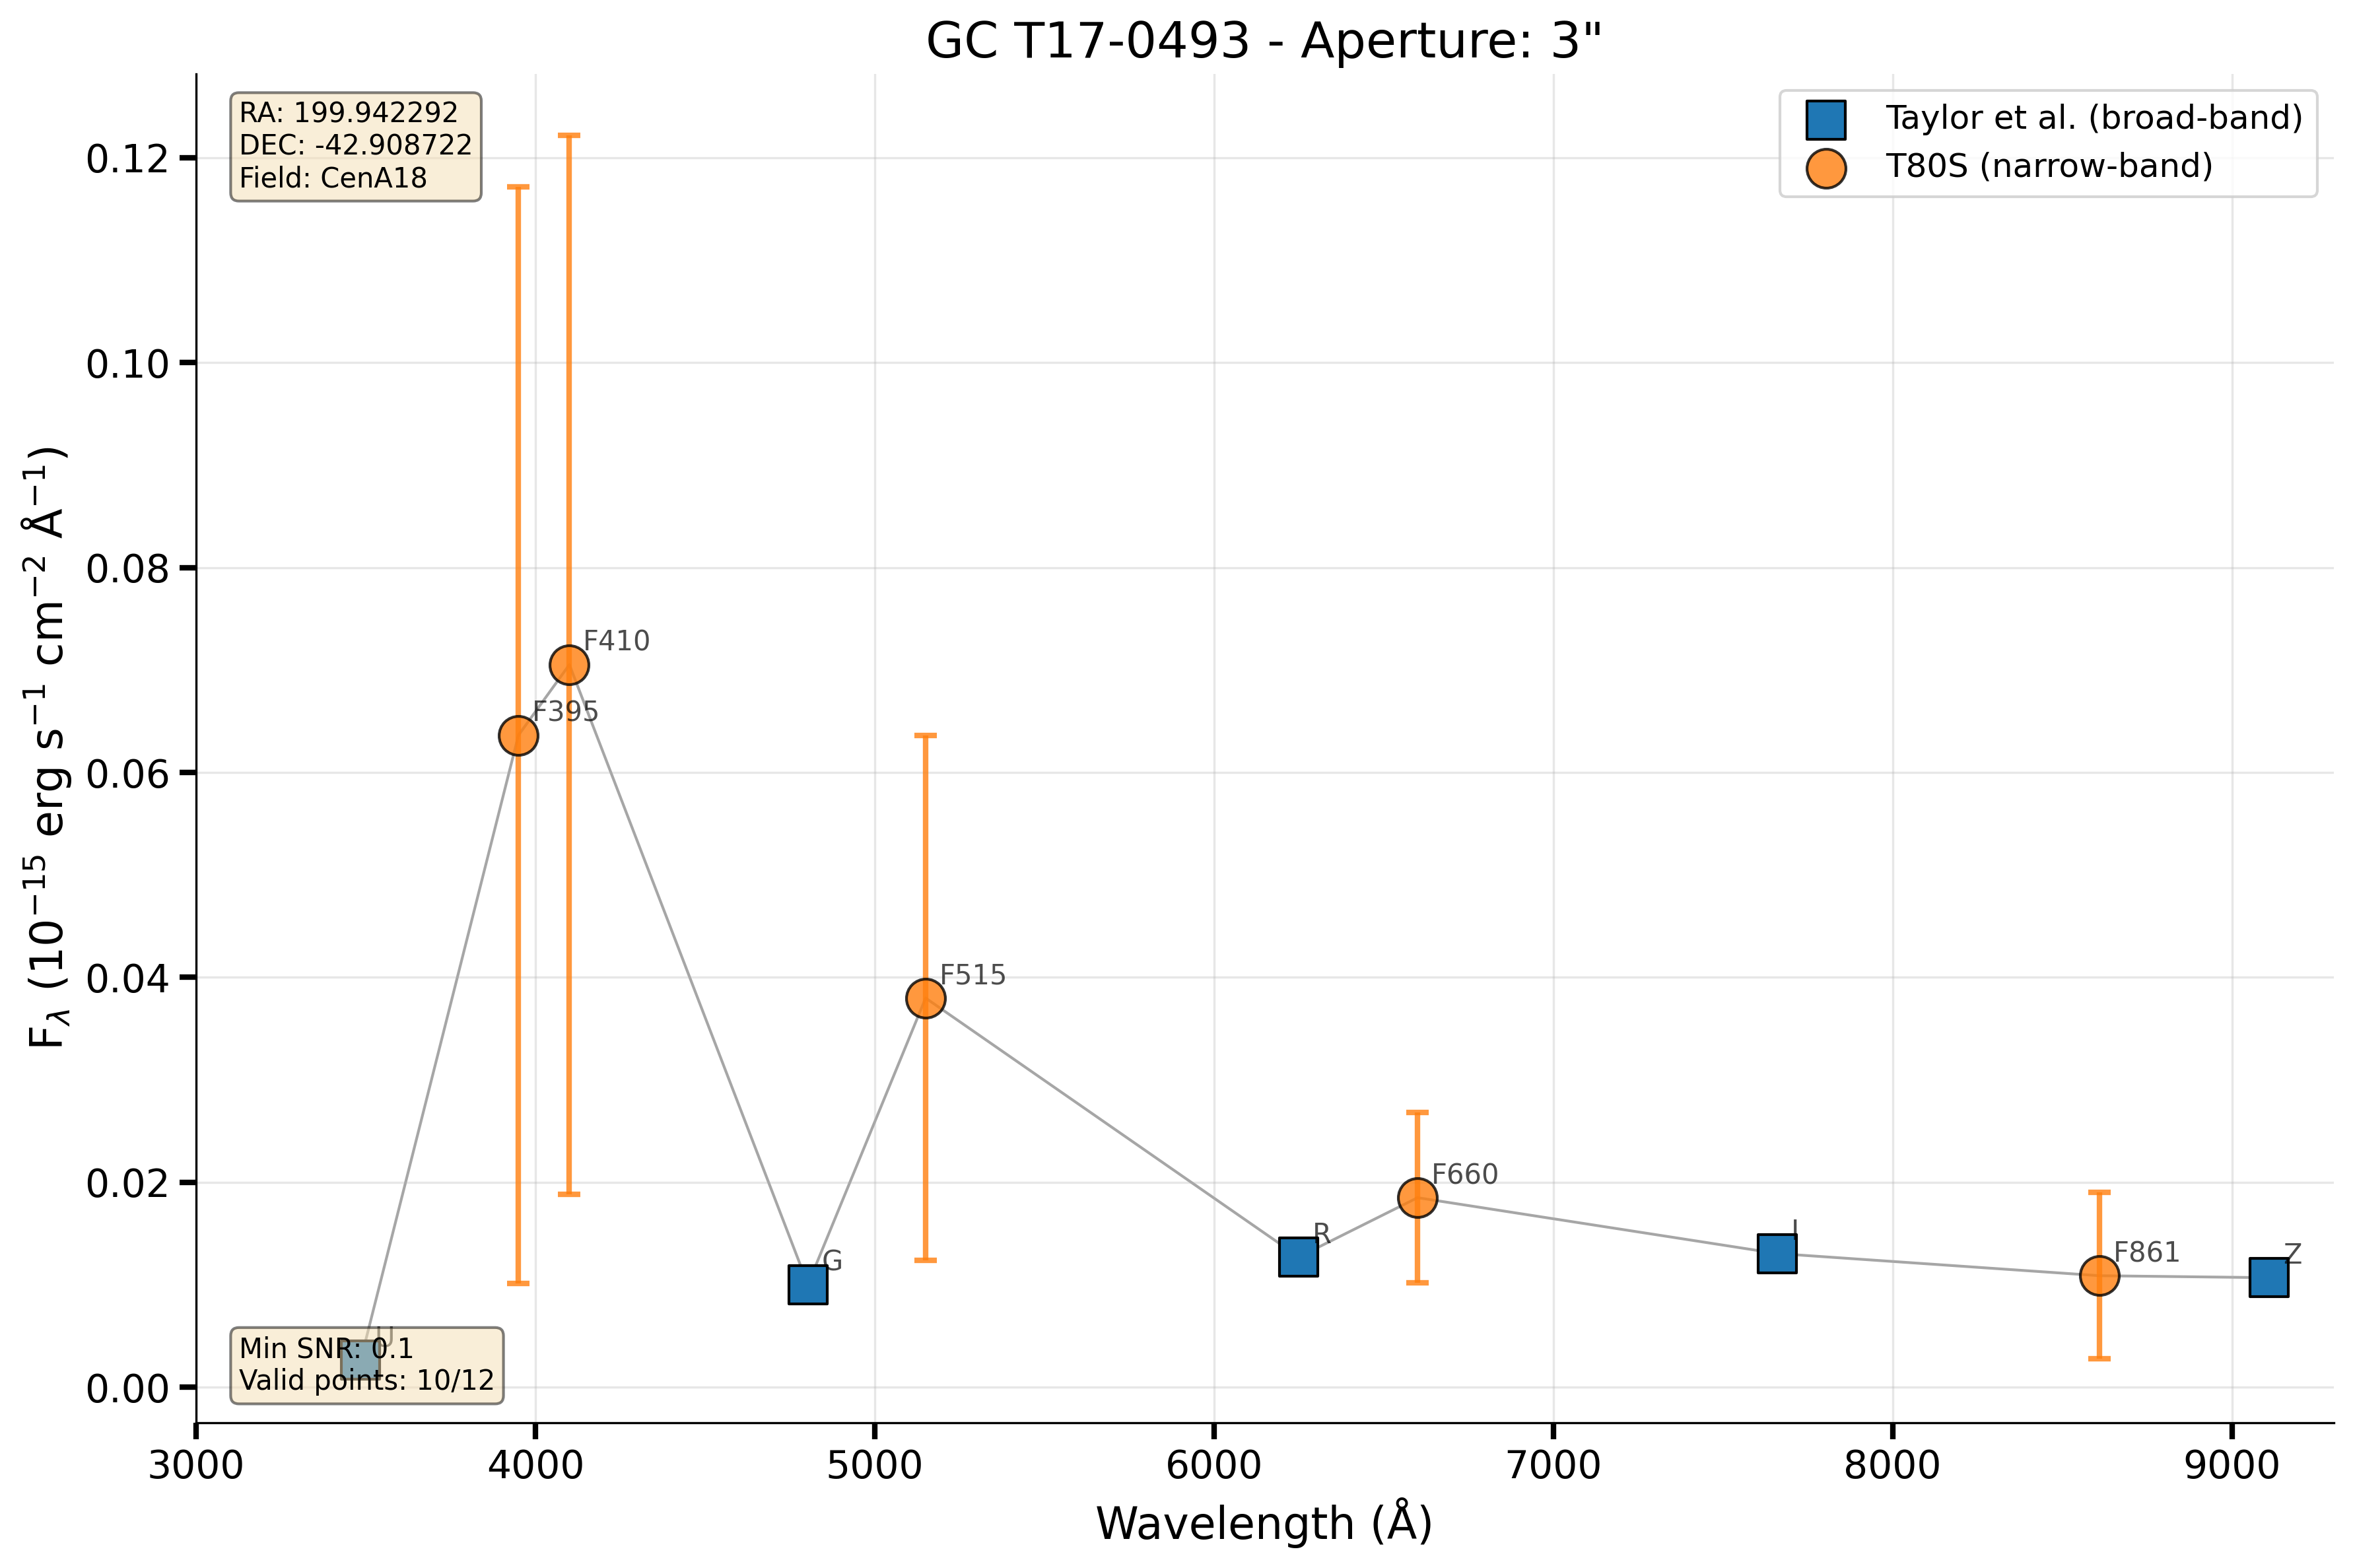 GC T17-0493 - Aperture: 3"
RA: 199.942292
DEC: -42.908722
Field: CenA18
Taylor et al. (broad-band)
T80S (narrow-band)
0.12
0.10
0.08
0.06
0.04
0.02
0.00
F_λ (10⁻¹⁵ erg s⁻¹ cm⁻² Å⁻¹)
F410
F395
F515
F660
R
I
G
F861
Z
U
Min SNR: 0.1
Valid points: 10/12
3000
4000
5000
6000
7000
8000
9000
Wavelength (Å)